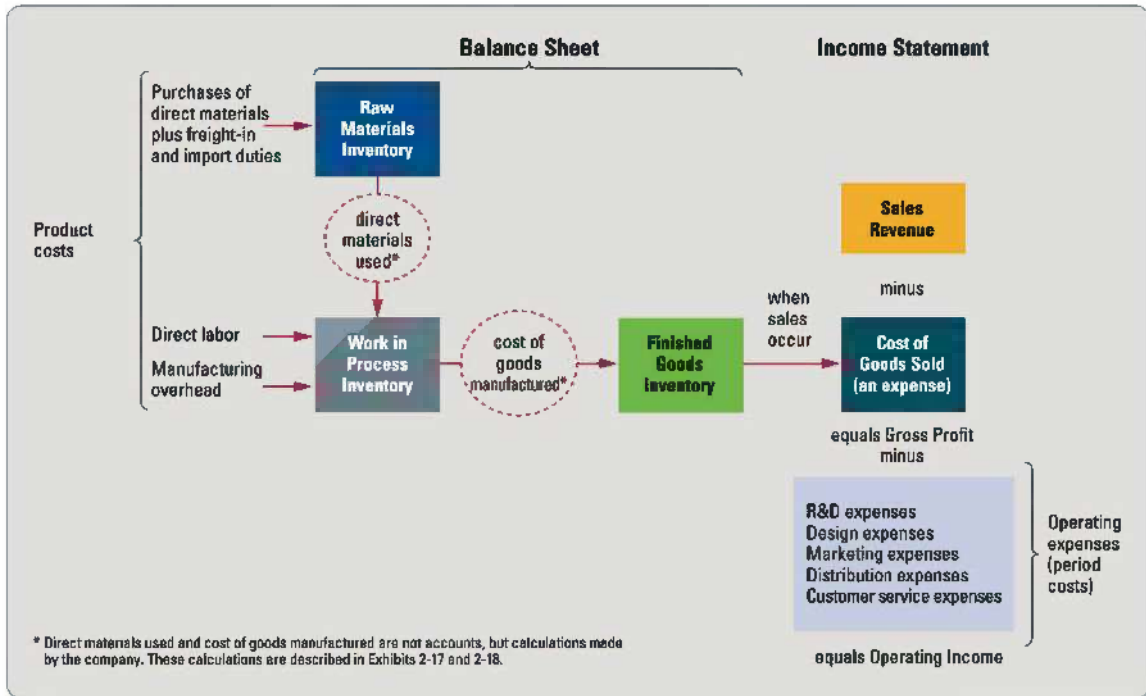 Balance Sheet
Income Statement
Purchases of
direct materials
plus freight-in
and import duties
Raw
Materials
Inventory
Product
costs
direct
materials
used*
Sales
Revenue
minus
Direct labor
Manufacturing
overhead
Work in
Process
Inventory
cost of
goods
manufactured*
Finished
Goods
Inventory
when
sales
occur
Cost of
Goods Sold
(an expense)
equals Gross Profit
minus
R&D expenses
Design expenses
Marketing expenses
Distribution expenses
Customer service expenses
Operating
expenses
(period
costs)
equals Operating Income
* Direct materials used and cost of goods manufactured are not accounts, but calculations made
by the company. These calculations are described in Exhibits 2-17 and 2-18.